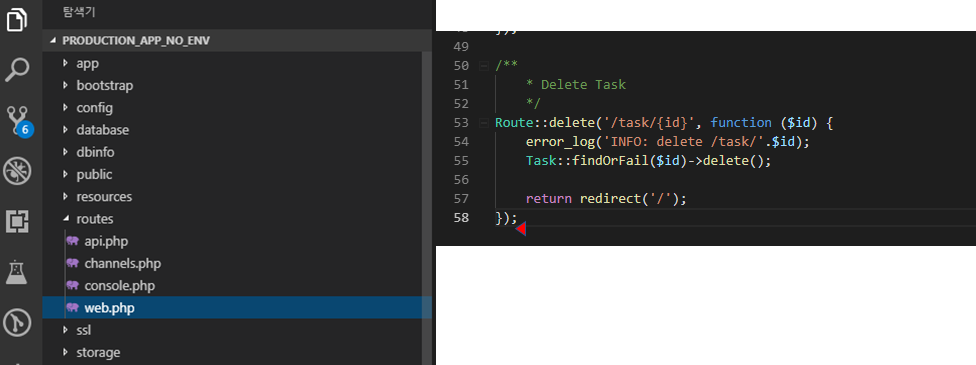 탐색기
PRODUCTION_APP_NO_ENV
app
bootstrap
config
database
dbinfo
public
resources
routes
api.php
channels.php
console.php
web.php
ssl
storage
6
});
49
50 /**
51 * Delete Task
52 */
53 Route::delete('/task/{id}', function ($id) {
54 error_log('INFO: delete /task/'.$id);
55 Task::findOrFail($id)->delete();
56
57 return redirect('/');
58 });